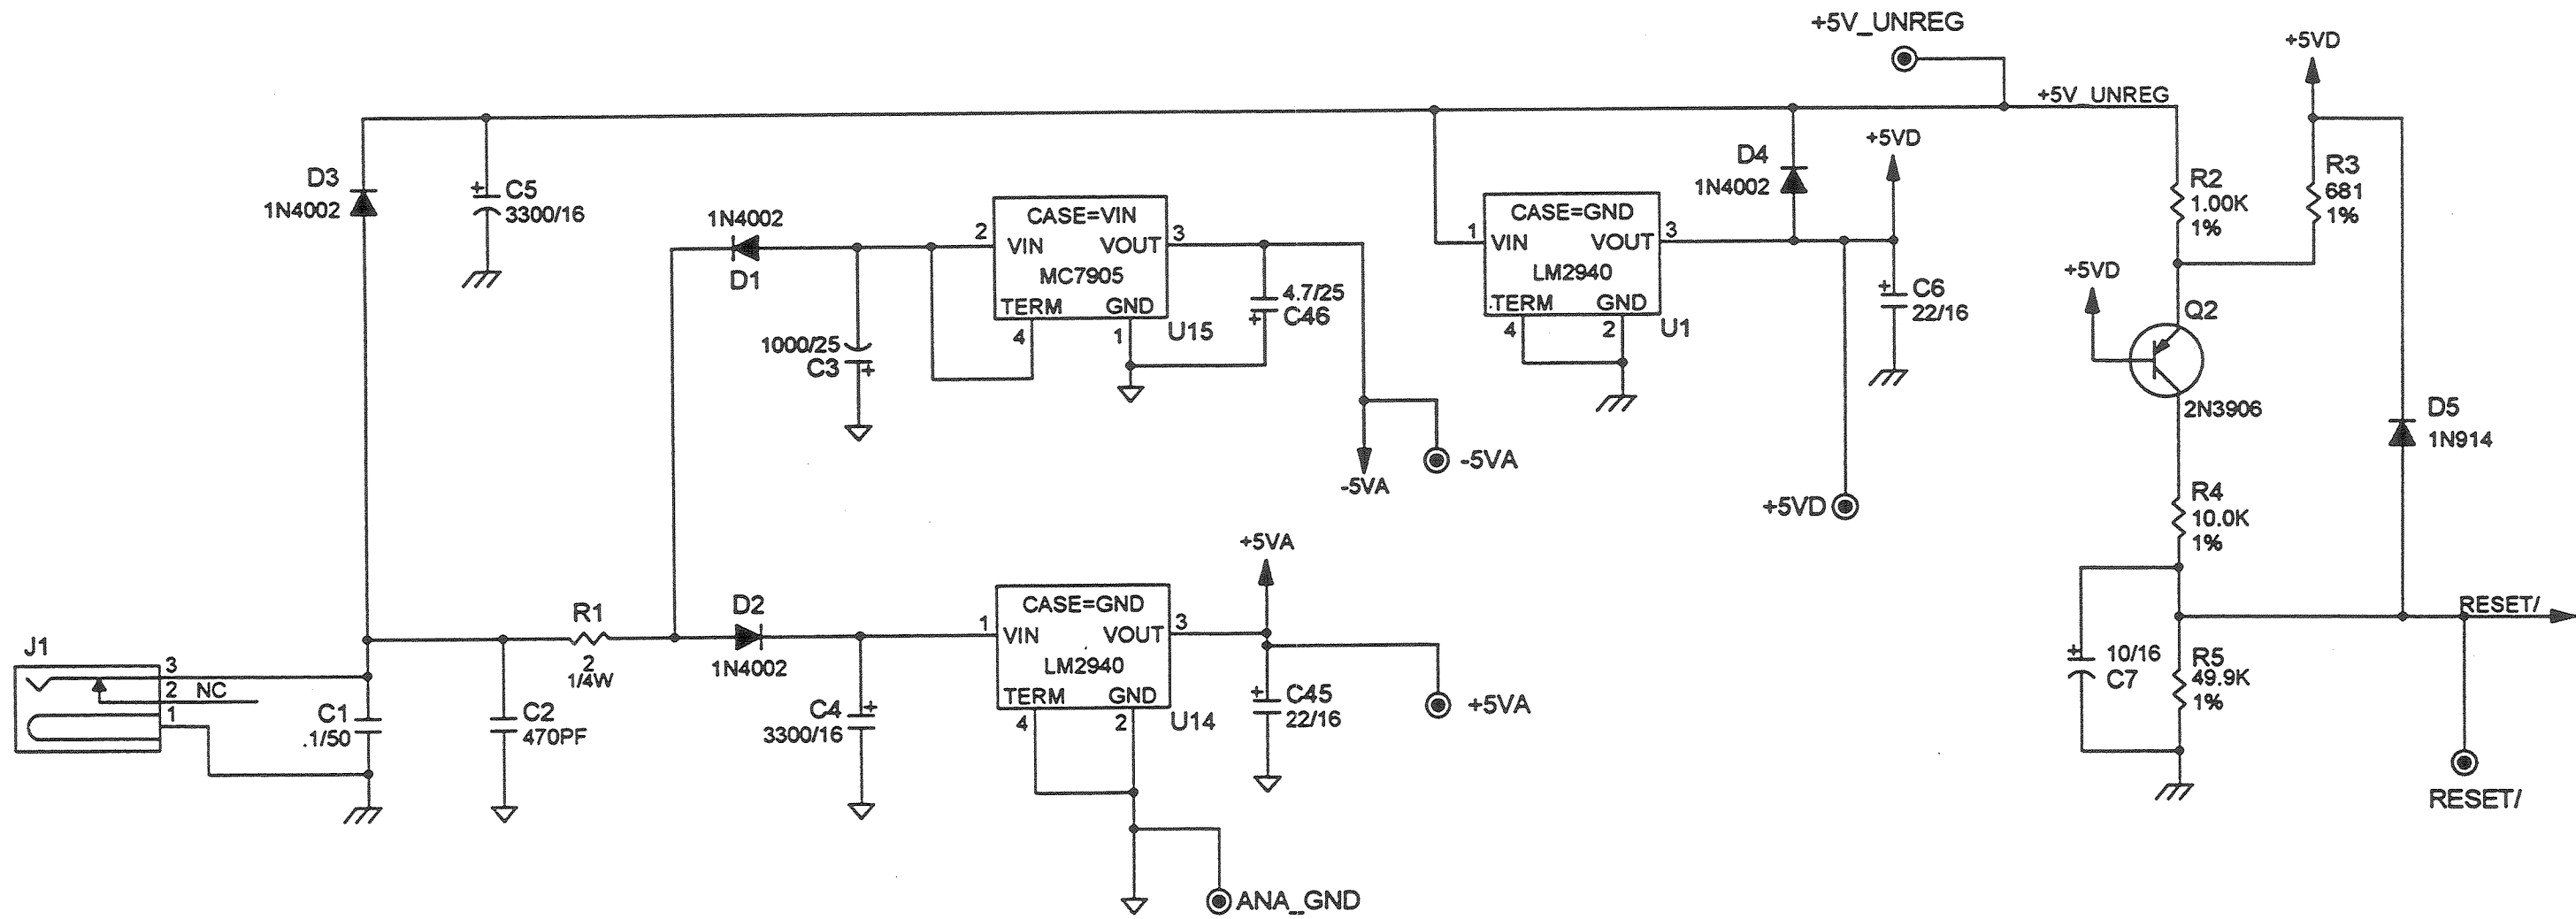 +5V_UNREG
+5VD
+5V_UNREG
D3
1N4002
+
C5
3300/16
1N4002
D1
2
CASE=VIN
VIN
VOUT
MC7905
TERM
GND
3
4
1
U15
4.7/25
+
C46
1000/25
C3
+
-5VA
-5VA
1
CASE=GND
VIN
VOUT
LM2940
.TERM
GND
3
4
2
U1
D4
1N4002
+5VD
+
C6
22/16
+5VD
R2
1.00K
1%
R3
681
1%
+5VD
Q2
2N3906
D5
1N914
R4
10.0K
1%
RESET/
+
10/16
C7
R5
49.9K
1%
RESET/
J1
3
2
NC
1
C1
.1/50
C2
470PF
R1
2
1/4W
D2
1N4002
C4
+
3300/16
1
CASE=GND
VIN
VOUT
LM2940
TERM
GND
3
4
2
U14
+5VA
+
C45
22/16
+5VA
ANA_GND